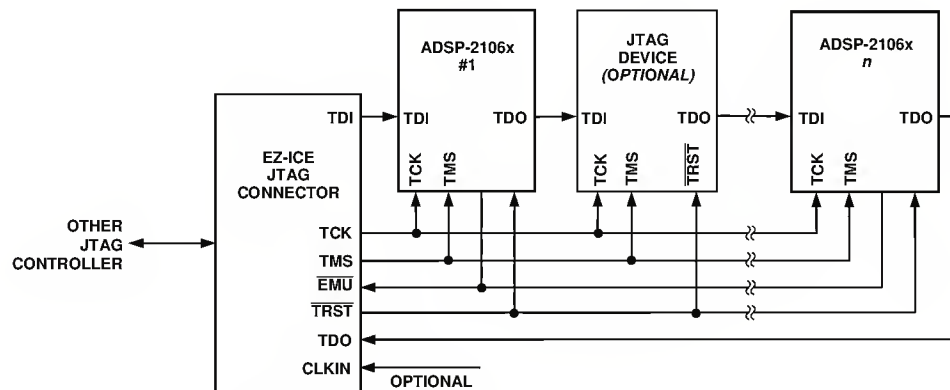 ADSP-2106x
#1
TDI
TDO
TCK
TMS
JTAG
DEVICE
(OPTIONAL)
TDI
TDO
TCK
TMS
TRST
ADSP-2106x
n
TDI
TDO
TCK
TMS
EZ-ICE
JTAG
CONNECTOR
TDI
TCK
TMS
EMU
TRST
TDO
CLKIN
OPTIONAL
OTHER
JTAG
CONTROLLER